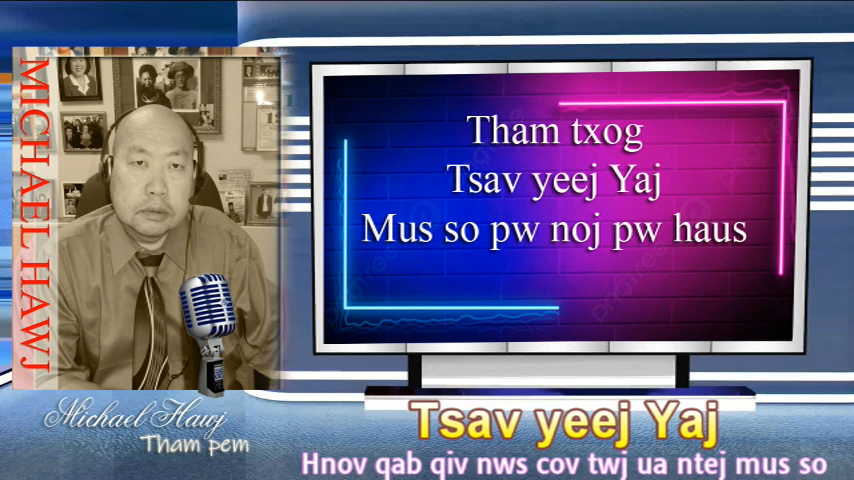 MICHAEL HAWJ
Tham txog
Tsav yeej Yaj
Mus so pw noj pw haus
Michael Hawj
Tham pem
Tsav yeej Yaj
Hnov qab qiv nws cov twj ua ntej mus so